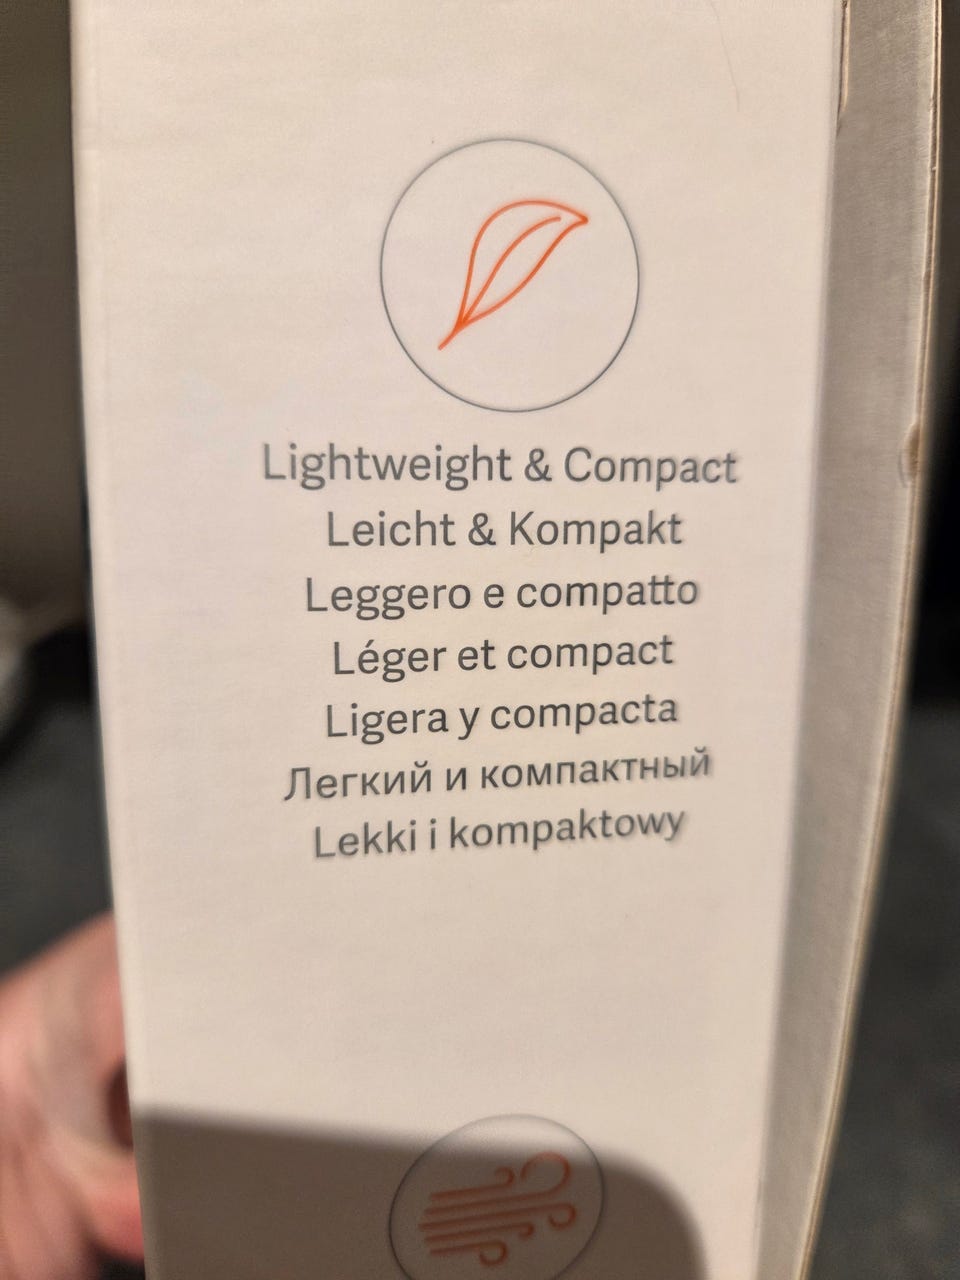 Lightweight & Compact
Leicht & Kompakt
Leggero e compatto
Léger et compact
Ligera y compacta
Легкий и компактный
Lekki i kompaktowy